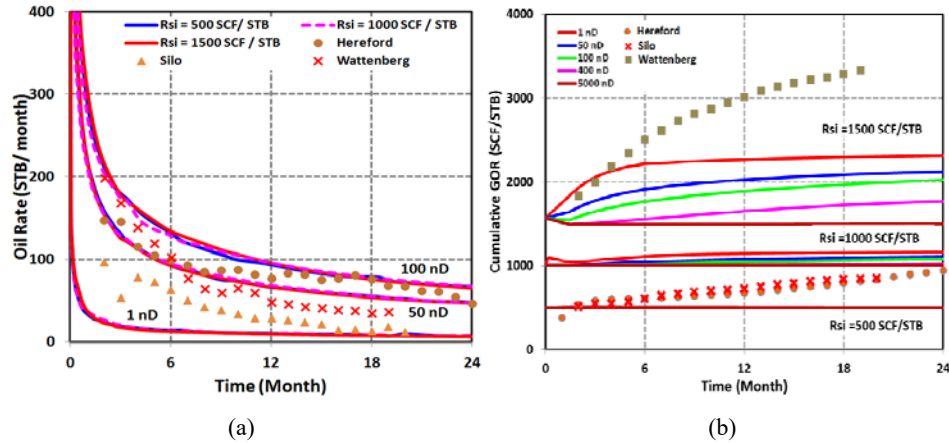 (a)
400
300
200
100
0
Oil Rate (STB/ month)
Rsi = 500 SCF/ STB
Rsi = 1000 SCF/ STB
Rsi = 1500 SCF / STB
Hereford
Silo
Wattenberg
100 nD
50 nD
1 nD
0 6 12 18 24
Time (Month)
(a)
(b)
4000
3000
2000
1000
0
Cumulative GOR (SCF/STB)
1 nD
50 nD
100 nD
400 nD
5000 nD
Hereford
Silo
Wattenberg
Rsi =1500 SCF/STB
Rsi =1000 SCF/STB
Rsi =500 SCF/STB
0 6 12 18 24
Time (Month)
(b)